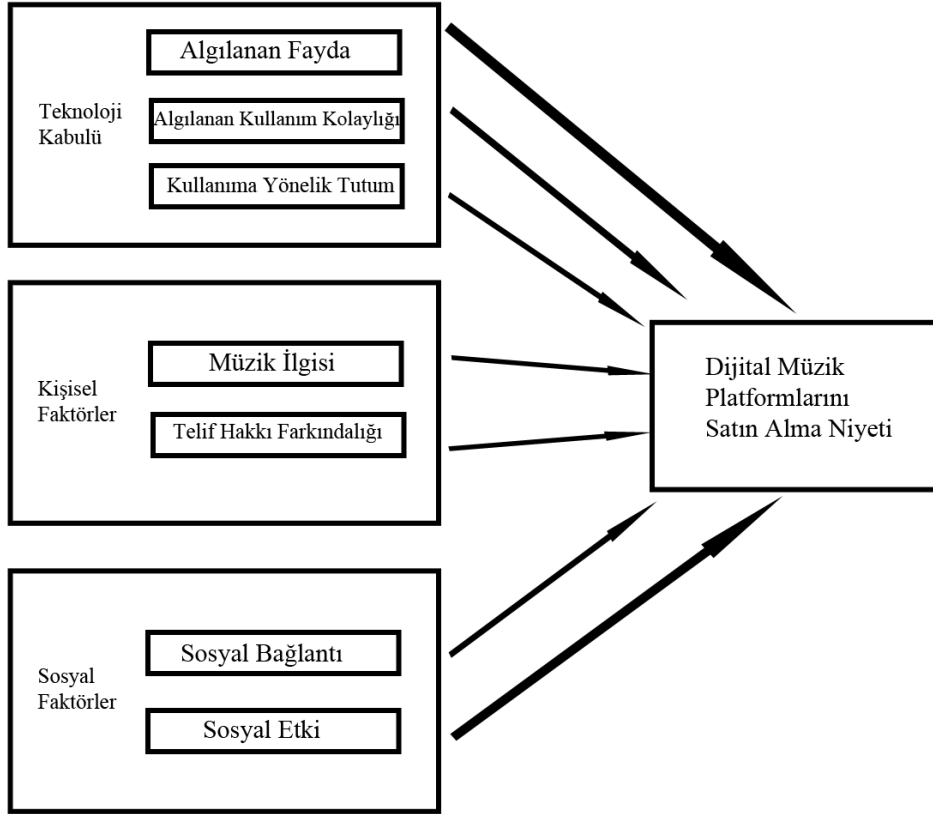 Algılanan Fayda
Teknoloji
Kabulü
Algılanan Kullanım Kolaylığı
Kullanıma Yönelik Tutum
Kişisel
Faktörler
Müzik İlgisi
Telif Hakkı Farkındalığı
Sosyal
Faktörler
Sosyal Bağlantı
Sosyal Etki
Dijital Müzik
Platformlarını
Satın Alma Niyeti